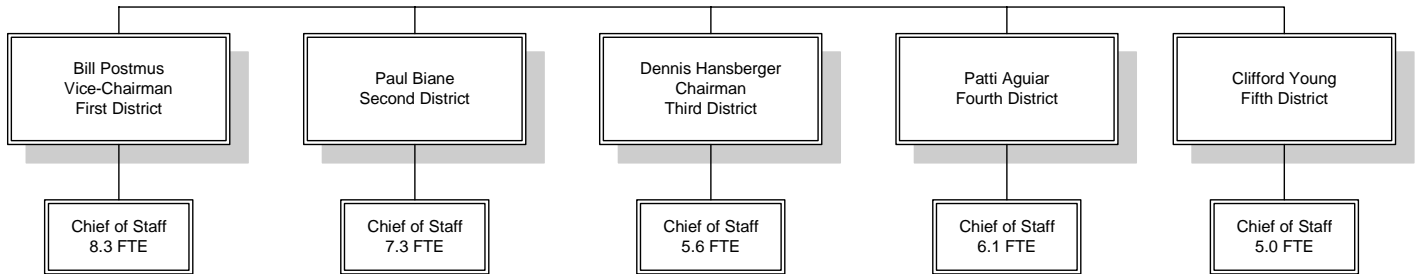 Bill Postmus
Vice-Chairman
First District
Paul Biane
Second District
Dennis Hansberger
Chairman
Third District
Patti Aguiar
Fourth District
Clifford Young
Fifth District
Chief of Staff
8.3 FTE
Chief of Staff
7.3 FTE
Chief of Staff
5.6 FTE
Chief of Staff
6.1 FTE
Chief of Staff
5.0 FTE